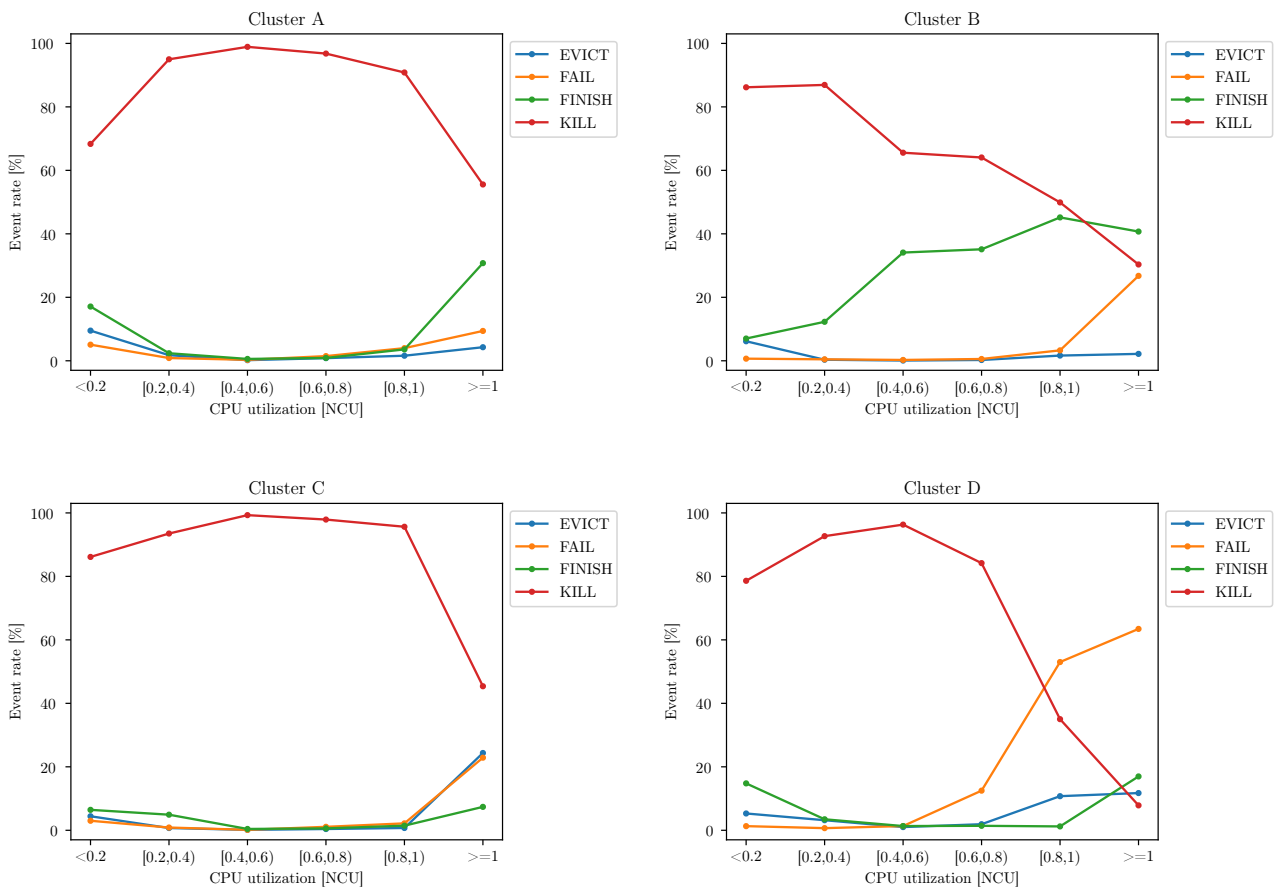 Cluster A
100
80
60
40
20
0
Event rate [%]
<0.2 [0.2,0.4) [0.4,0.6) [0.6,0.8) [0.8,1) >=1
CPU utilization [NCU]
EVICT
FAIL
FINISH
KILL
Cluster B
100
80
60
40
20
0
Event rate [%]
<0.2 [0.2,0.4) [0.4,0.6) [0.6,0.8) [0.8,1) >=1
CPU utilization [NCU]
EVICT
FAIL
FINISH
KILL
Cluster C
100
80
60
40
20
0
Event rate [%]
<0.2 [0.2,0.4) [0.4,0.6) [0.6,0.8) [0.8,1) >=1
CPU utilization [NCU]
EVICT
FAIL
FINISH
KILL
Cluster D
100
80
60
40
20
0
Event rate [%]
<0.2 [0.2,0.4) [0.4,0.6) [0.6,0.8) [0.8,1) >=1
CPU utilization [NCU]
EVICT
FAIL
FINISH
KILL